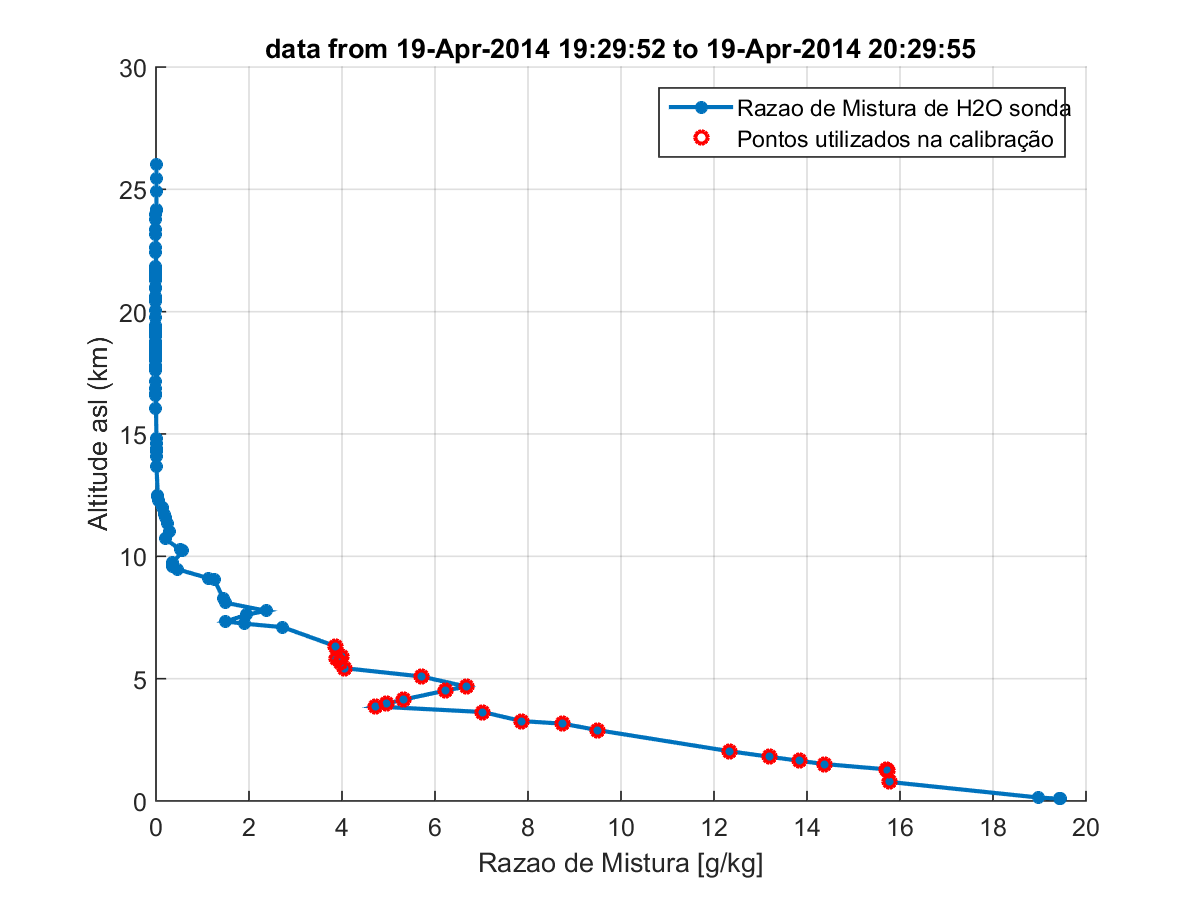 data from 19-Apr-2014 19:29:52 to 19-Apr-2014 20:29:55
Razao de Mistura de H2O sonda
Pontos utilizados na calibração
Altitude asl (km)
30
25
20
15
10
5
0
0 2 4 6 8 10 12 14 16 18 20
Razao de Mistura [g/kg]